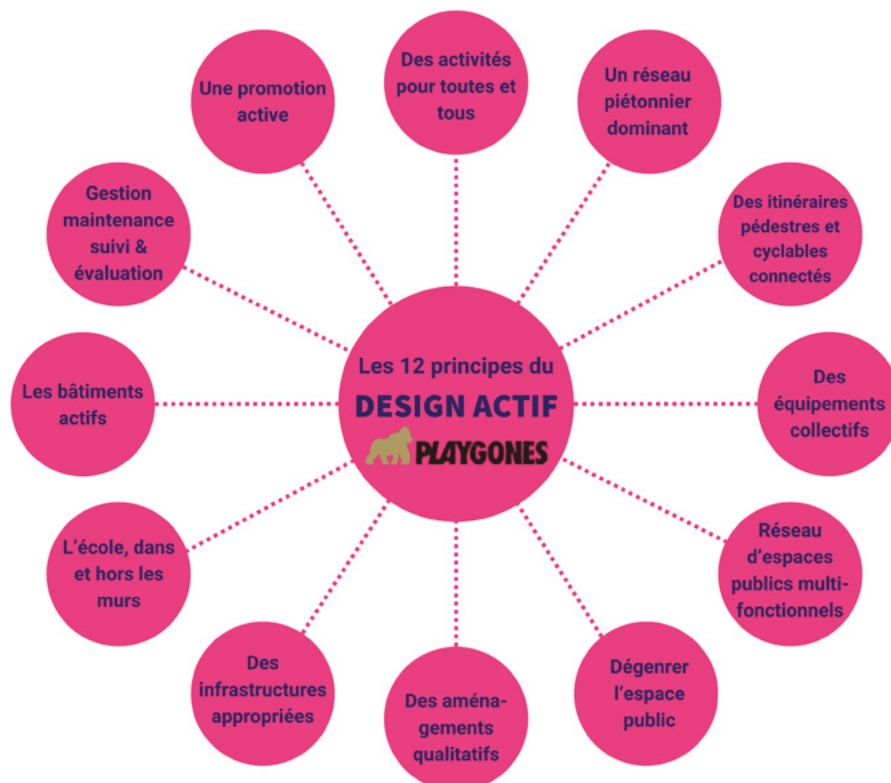 Les 12 principes du
DESIGN ACTIF
PLAYGONES
Des activités
pour toutes et
tous
Un réseau
piétonnier
dominant
Des itinéraires
pédestres et
cyclables
connectés
Des
équipements
collectifs
Réseau
d'espaces
publics multi-
fonctionnels
Dégenrer
l'espace
public
Des aména-
gements
qualitatifs
Des
infrastructures
appropriées
L'école, dans
et hors les
murs
Les bâtiments
actifs
Gestion
maintenance
suivi &
évaluation
Une promotion
active